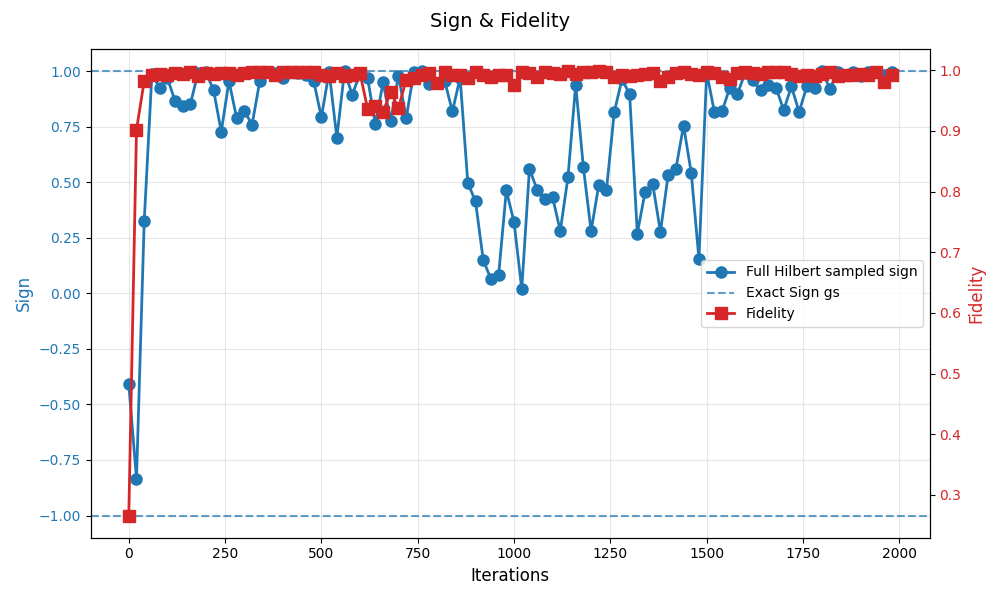 Sign & Fidelity
1.00
0.75
0.50
0.25
0.00
−0.25
−0.50
−0.75
−1.00
Sign
1.0
0.9
0.8
0.7
0.6
0.5
0.4
0.3
Fidelity
Full Hilbert sampled sign
Exact Sign gs
Fidelity
0 250 500 750 1000 1250 1500 1750 2000
Iterations